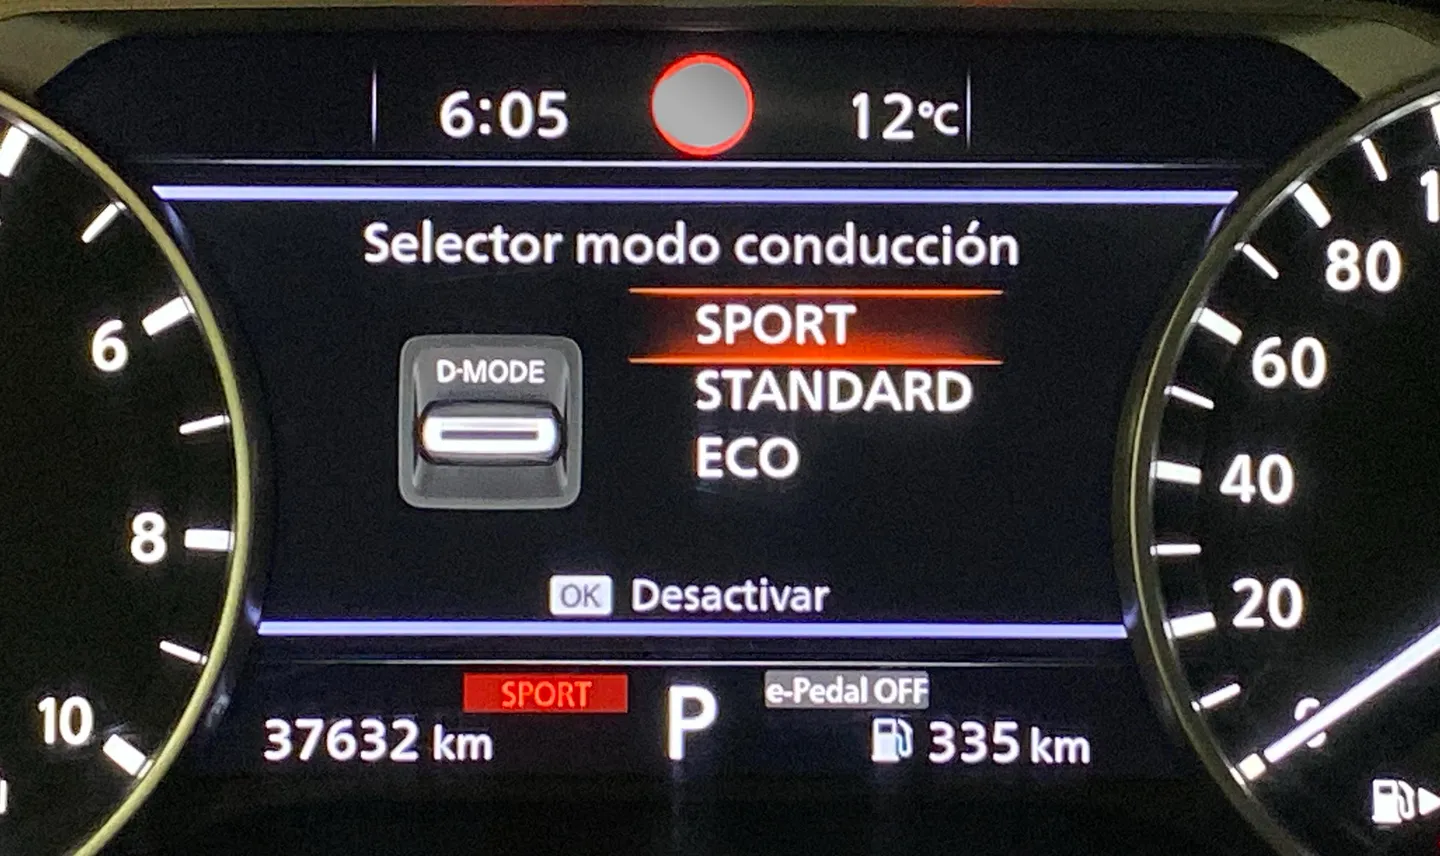 6:05
12°C
Selector modo conducción
SPORT
D-MODE
STANDARD
ECO
OK Desactivar
SPORT
P
e-Pedal OFF
37632 km
335 km
6
8
10
80
60
40
20